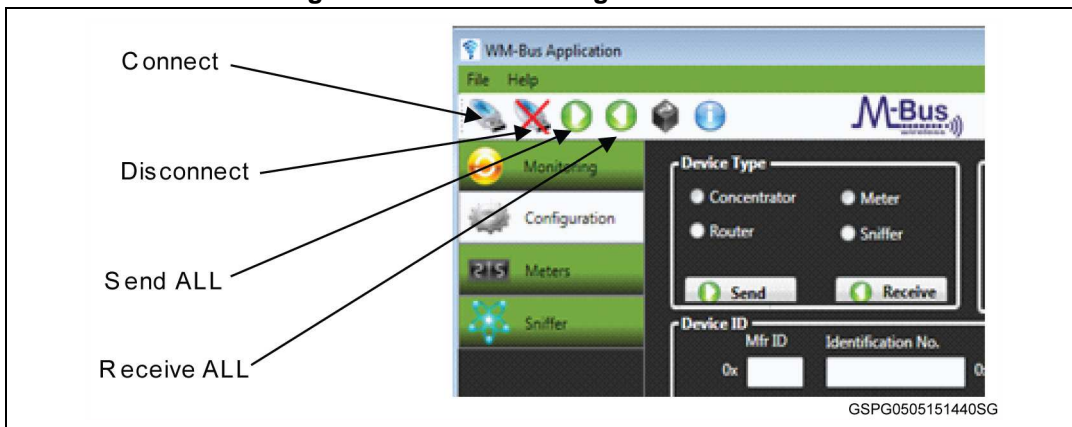 Connect
Disconnect
Send ALL
Receive ALL
WM-Bus Application
File Help
M-Bus
wireless
Monitoring
Configuration
Meters
Sniffer
Device Type
Concentrator Meter
Router Sniffer
Send Receive
Device ID
Mfr ID Identification No.
0x
GSPG0505151440SG